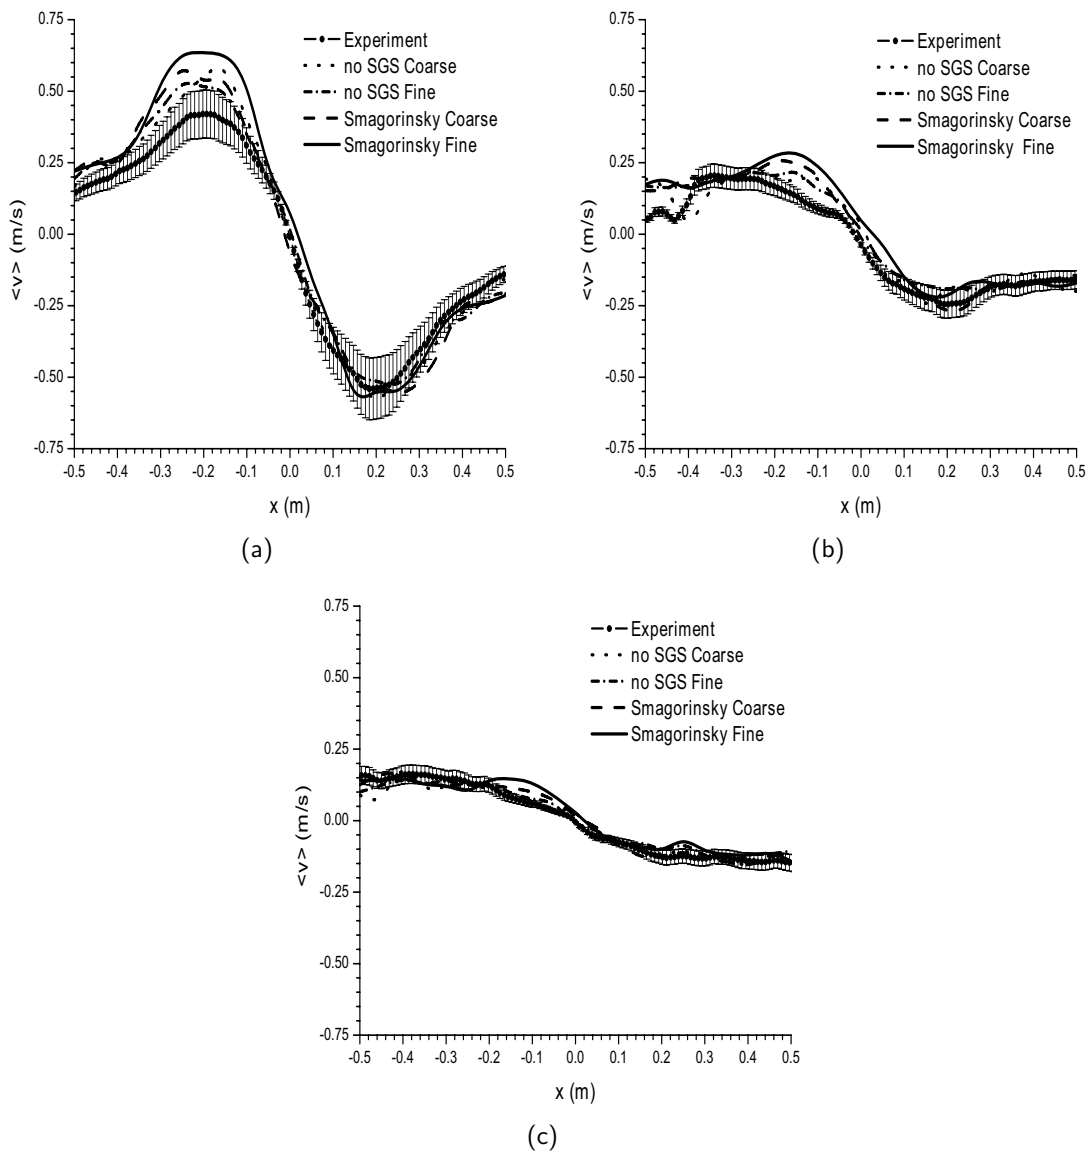 0.75
0.50
0.25
0.00
-0.25
-0.50
-0.75
<v> (m/s)
Experiment
no SGS Coarse
no SGS Fine
Smagorinsky Coarse
Smagorinsky Fine
-0.5 -0.4 -0.3 -0.2 -0.1 0.0 0.1 0.2 0.3 0.4 0.5
x (m)
(a)
0.75
0.50
0.25
0.00
-0.25
-0.50
-0.75
<v> (m/s)
Experiment
no SGS Coarse
no SGS Fine
Smagorinsky Coarse
Smagorinsky Fine
-0.5 -0.4 -0.3 -0.2 -0.1 0.0 0.1 0.2 0.3 0.4 0.5
x (m)
(b)
0.75
0.50
0.25
0.00
-0.25
-0.50
-0.75
<v> (m/s)
Experiment
no SGS Coarse
no SGS Fine
Smagorinsky Coarse
Smagorinsky Fine
-0.5 -0.4 -0.3 -0.2 -0.1 0.0 0.1 0.2 0.3 0.4 0.5
x (m)
(c)